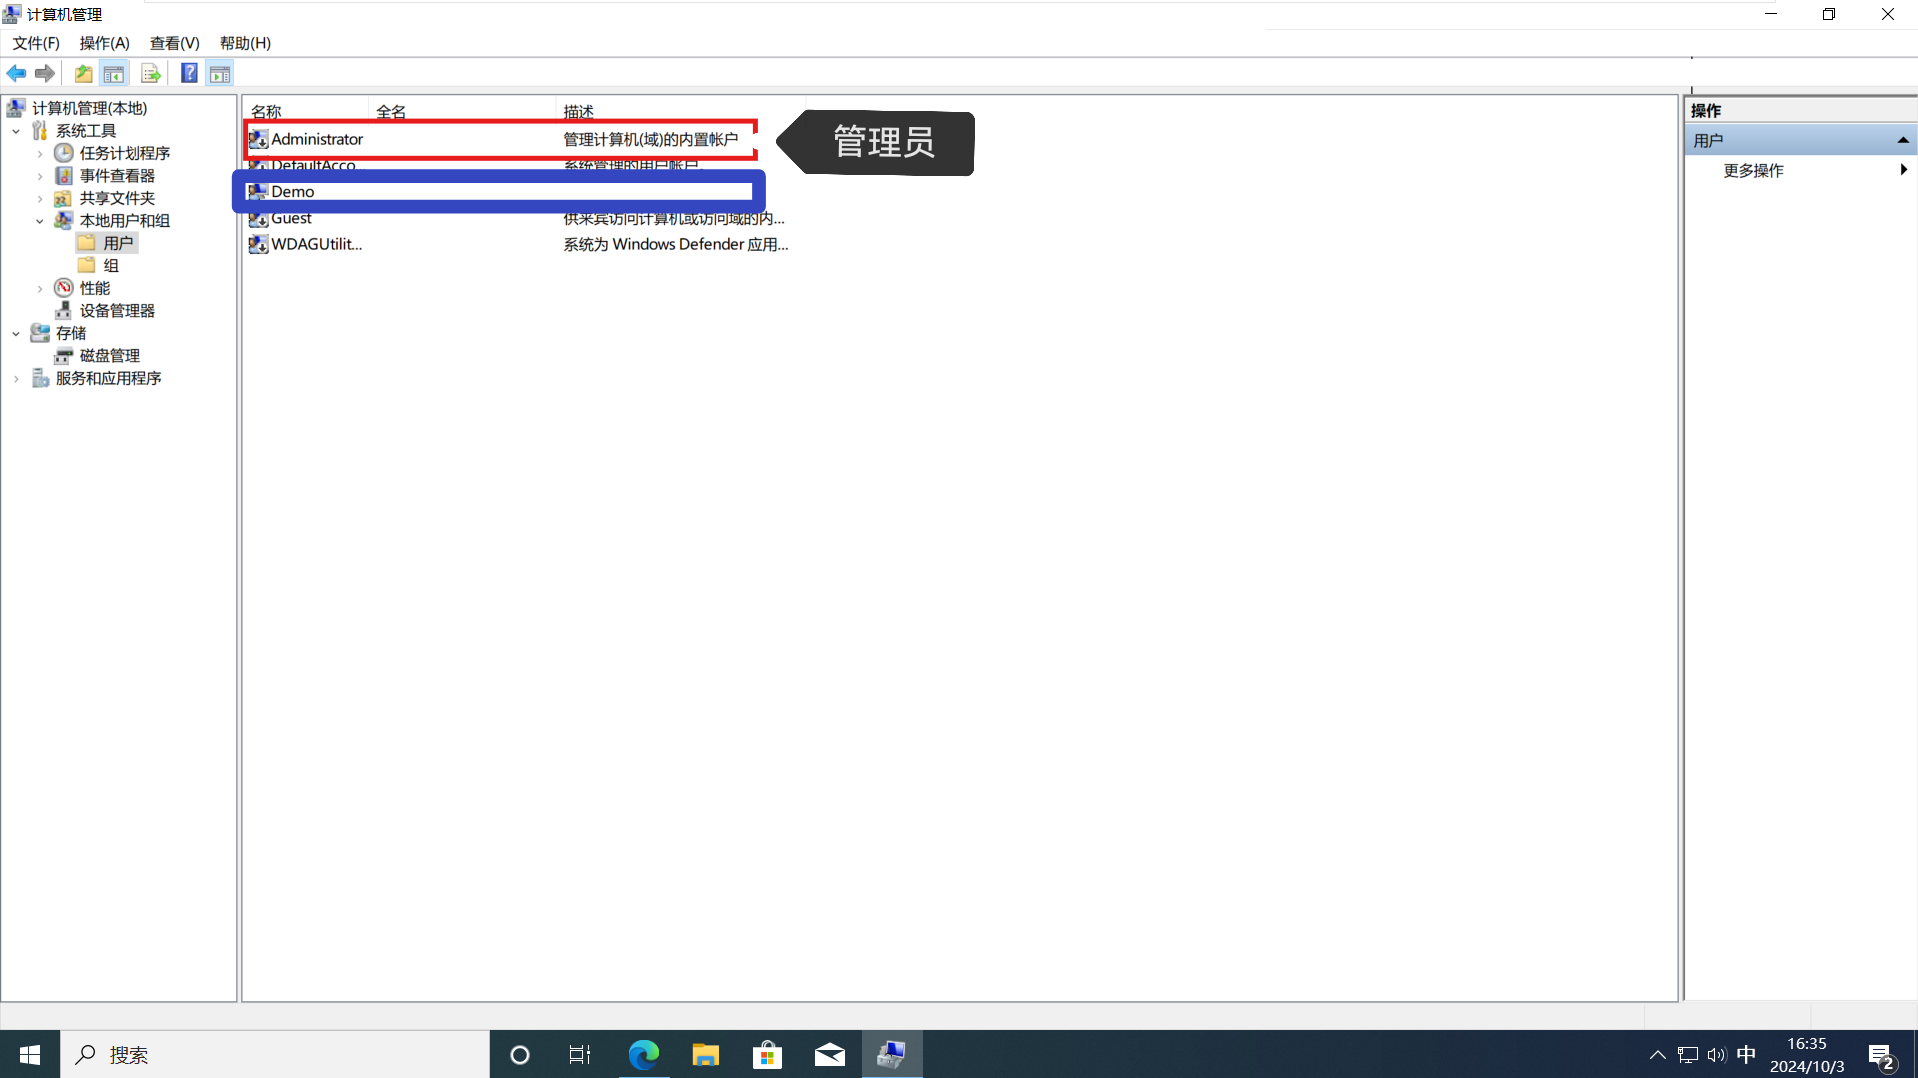 计算机管理
文件(F) 操作(A) 查看(V) 帮助(H)
计算机管理(本地)
系统工具
任务计划程序
事件查看器
共享文件夹
本地用户和组
用户
组
性能
设备管理器
存储
磁盘管理
服务和应用程序
名称 全名 描述
Administrator 管理计算机(域)的内置帐户
DefaultAcco... 系统管理的用户帐户。
Demo
Guest 供来宾访问计算机或访问域的内...
WDAGUtilit... 系统为 Windows Defender 应用...
管理员
操作
用户
更多操作
搜索
中
16:35
2024/10/3
2